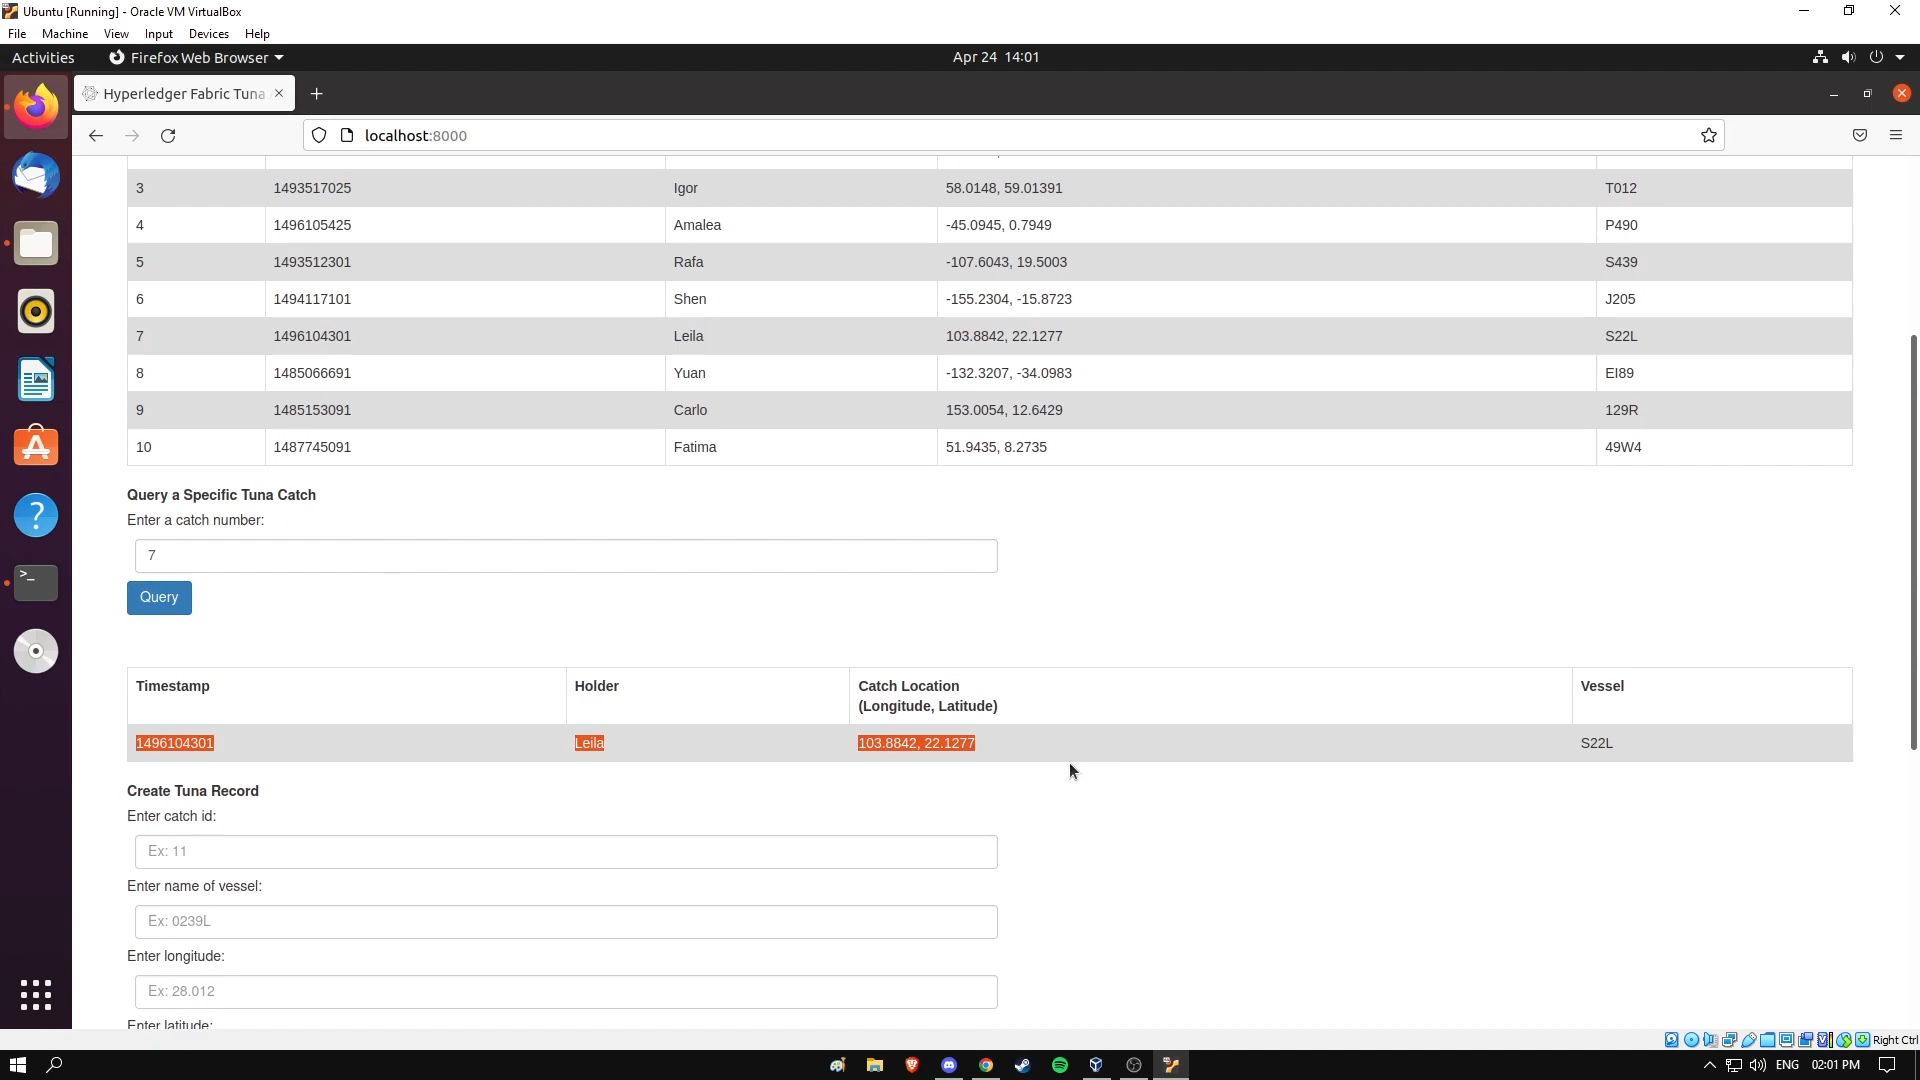 Ubuntu [Running] - Oracle VM VirtualBox
File Machine View Input Devices Help
Activities Firefox Web Browser Apr 24 14:01
Hyperledger Fabric Tuna
localhost:8000
3 1493517025 Igor 58.0148, 59.01391 T012
4 1496105425 Amalea -45.0945, 0.7949 P490
5 1493512301 Rafa -107.6043, 19.5003 S439
6 1494117101 Shen -155.2304, -15.8723 J205
7 1496104301 Leila 103.8842, 22.1277 S22L
8 1485066691 Yuan -132.3207, -34.0983 EI89
9 1485153091 Carlo 153.0054, 12.6429 129R
10 1487745091 Fatima 51.9435, 8.2735 49W4
Query a Specific Tuna Catch
Enter a catch number:
7
Query
Timestamp Holder Catch Location Vessel
(Longitude, Latitude)
1496104301 Leila 103.8842, 22.1277 S22L
Create Tuna Record
Enter catch id:
Ex: 11
Enter name of vessel:
Ex: 0239L
Enter longitude:
Ex: 28.012
Enter latitude:
Right Ctrl
ENG 02:01 PM